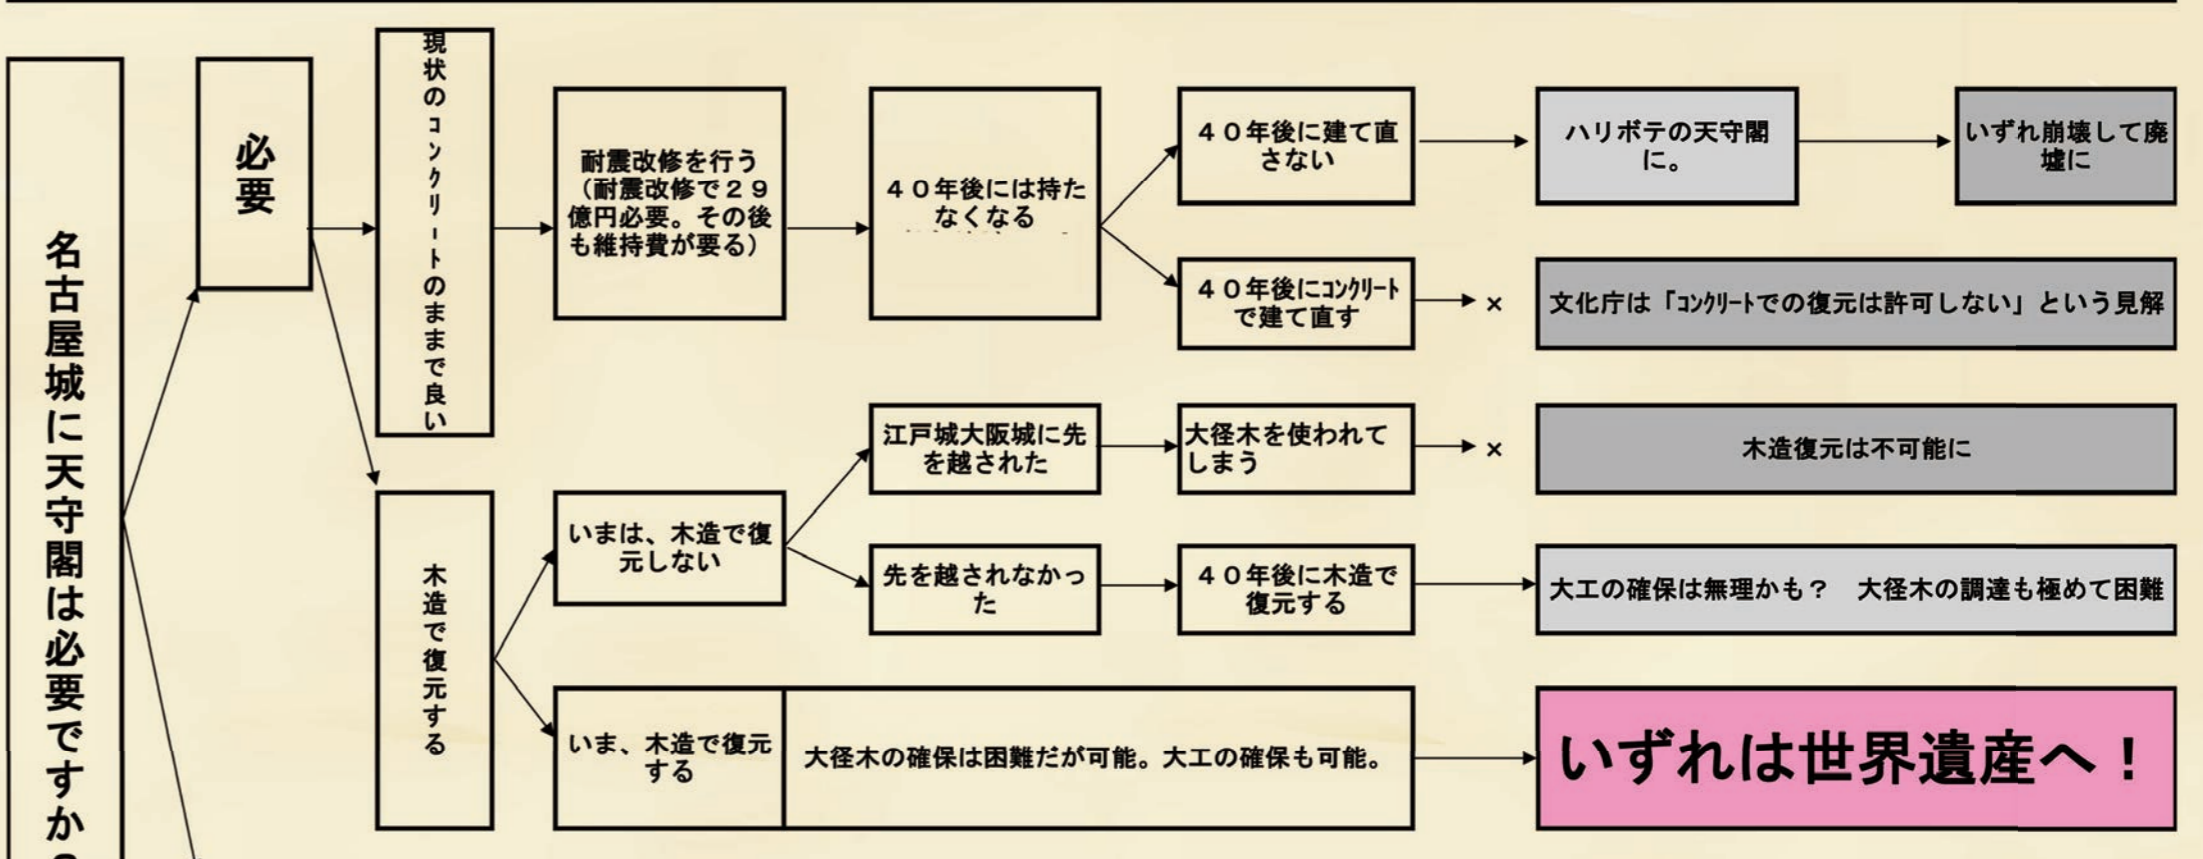 名古屋城に天守閣は必要ですか
必要
現状のコンクリートのままで良い
耐震改修を行う
（耐震改修で２９
億円必要。その後
も維持費が要る）
４０年後には持た
なくなる
４０年後に建て直
さない
ハリボテの天守閣
に。
いずれ崩壊して廃
墟に
４０年後にコンクリート
で建て直す
×
文化庁は「コンクリートでの復元は許可しない」という見解
木造で復元する
いまは、木造で復
元しない
江戸城大阪城に先
を越された
大径木を使われて
しまう
×
木造復元は不可能に
先を越されなかっ
た
４０年後に木造で
復元する
大工の確保は無理かも？　大径木の調達も極めて困難
いま、木造で復元
する
大径木の確保は困難だが可能。大工の確保も可能。
いずれは世界遺産へ！